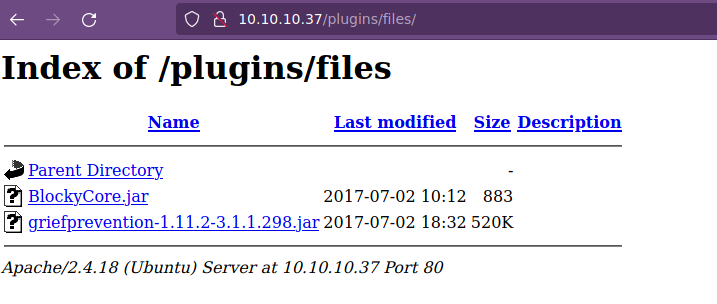 10.10.10.37/plugins/files/
Index of /plugins/files
Name Last modified Size Description
Parent Directory -
BlockyCore.jar 2017-07-02 10:12 883
griefprevention-1.11.2-3.1.1.298.jar 2017-07-02 18:32 520K
Apache/2.4.18 (Ubuntu) Server at 10.10.10.37 Port 80